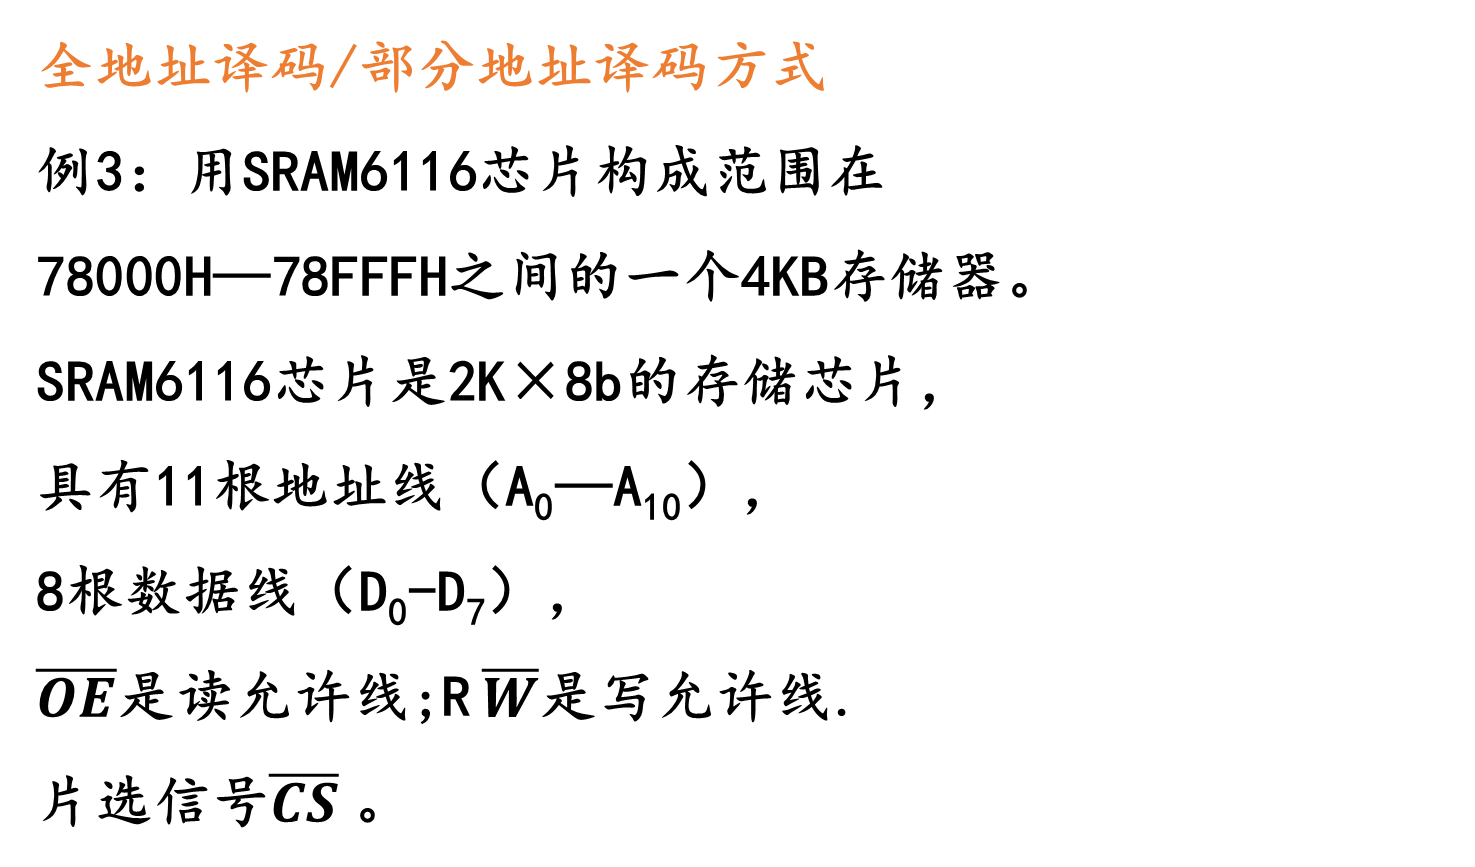 全地址译码/部分地址译码方式
例3：用SRAM6116芯片构成范围在
78000H—78FFFH之间的一个4KB存储器。
SRAM6116芯片是2K×8b的存储芯片，
具有11根地址线（A₀—A₁₀），
8根数据线（D₀-D₇），
O̅E̅是读允许线;R W̅是写允许线.
片选信号C̅S̅。